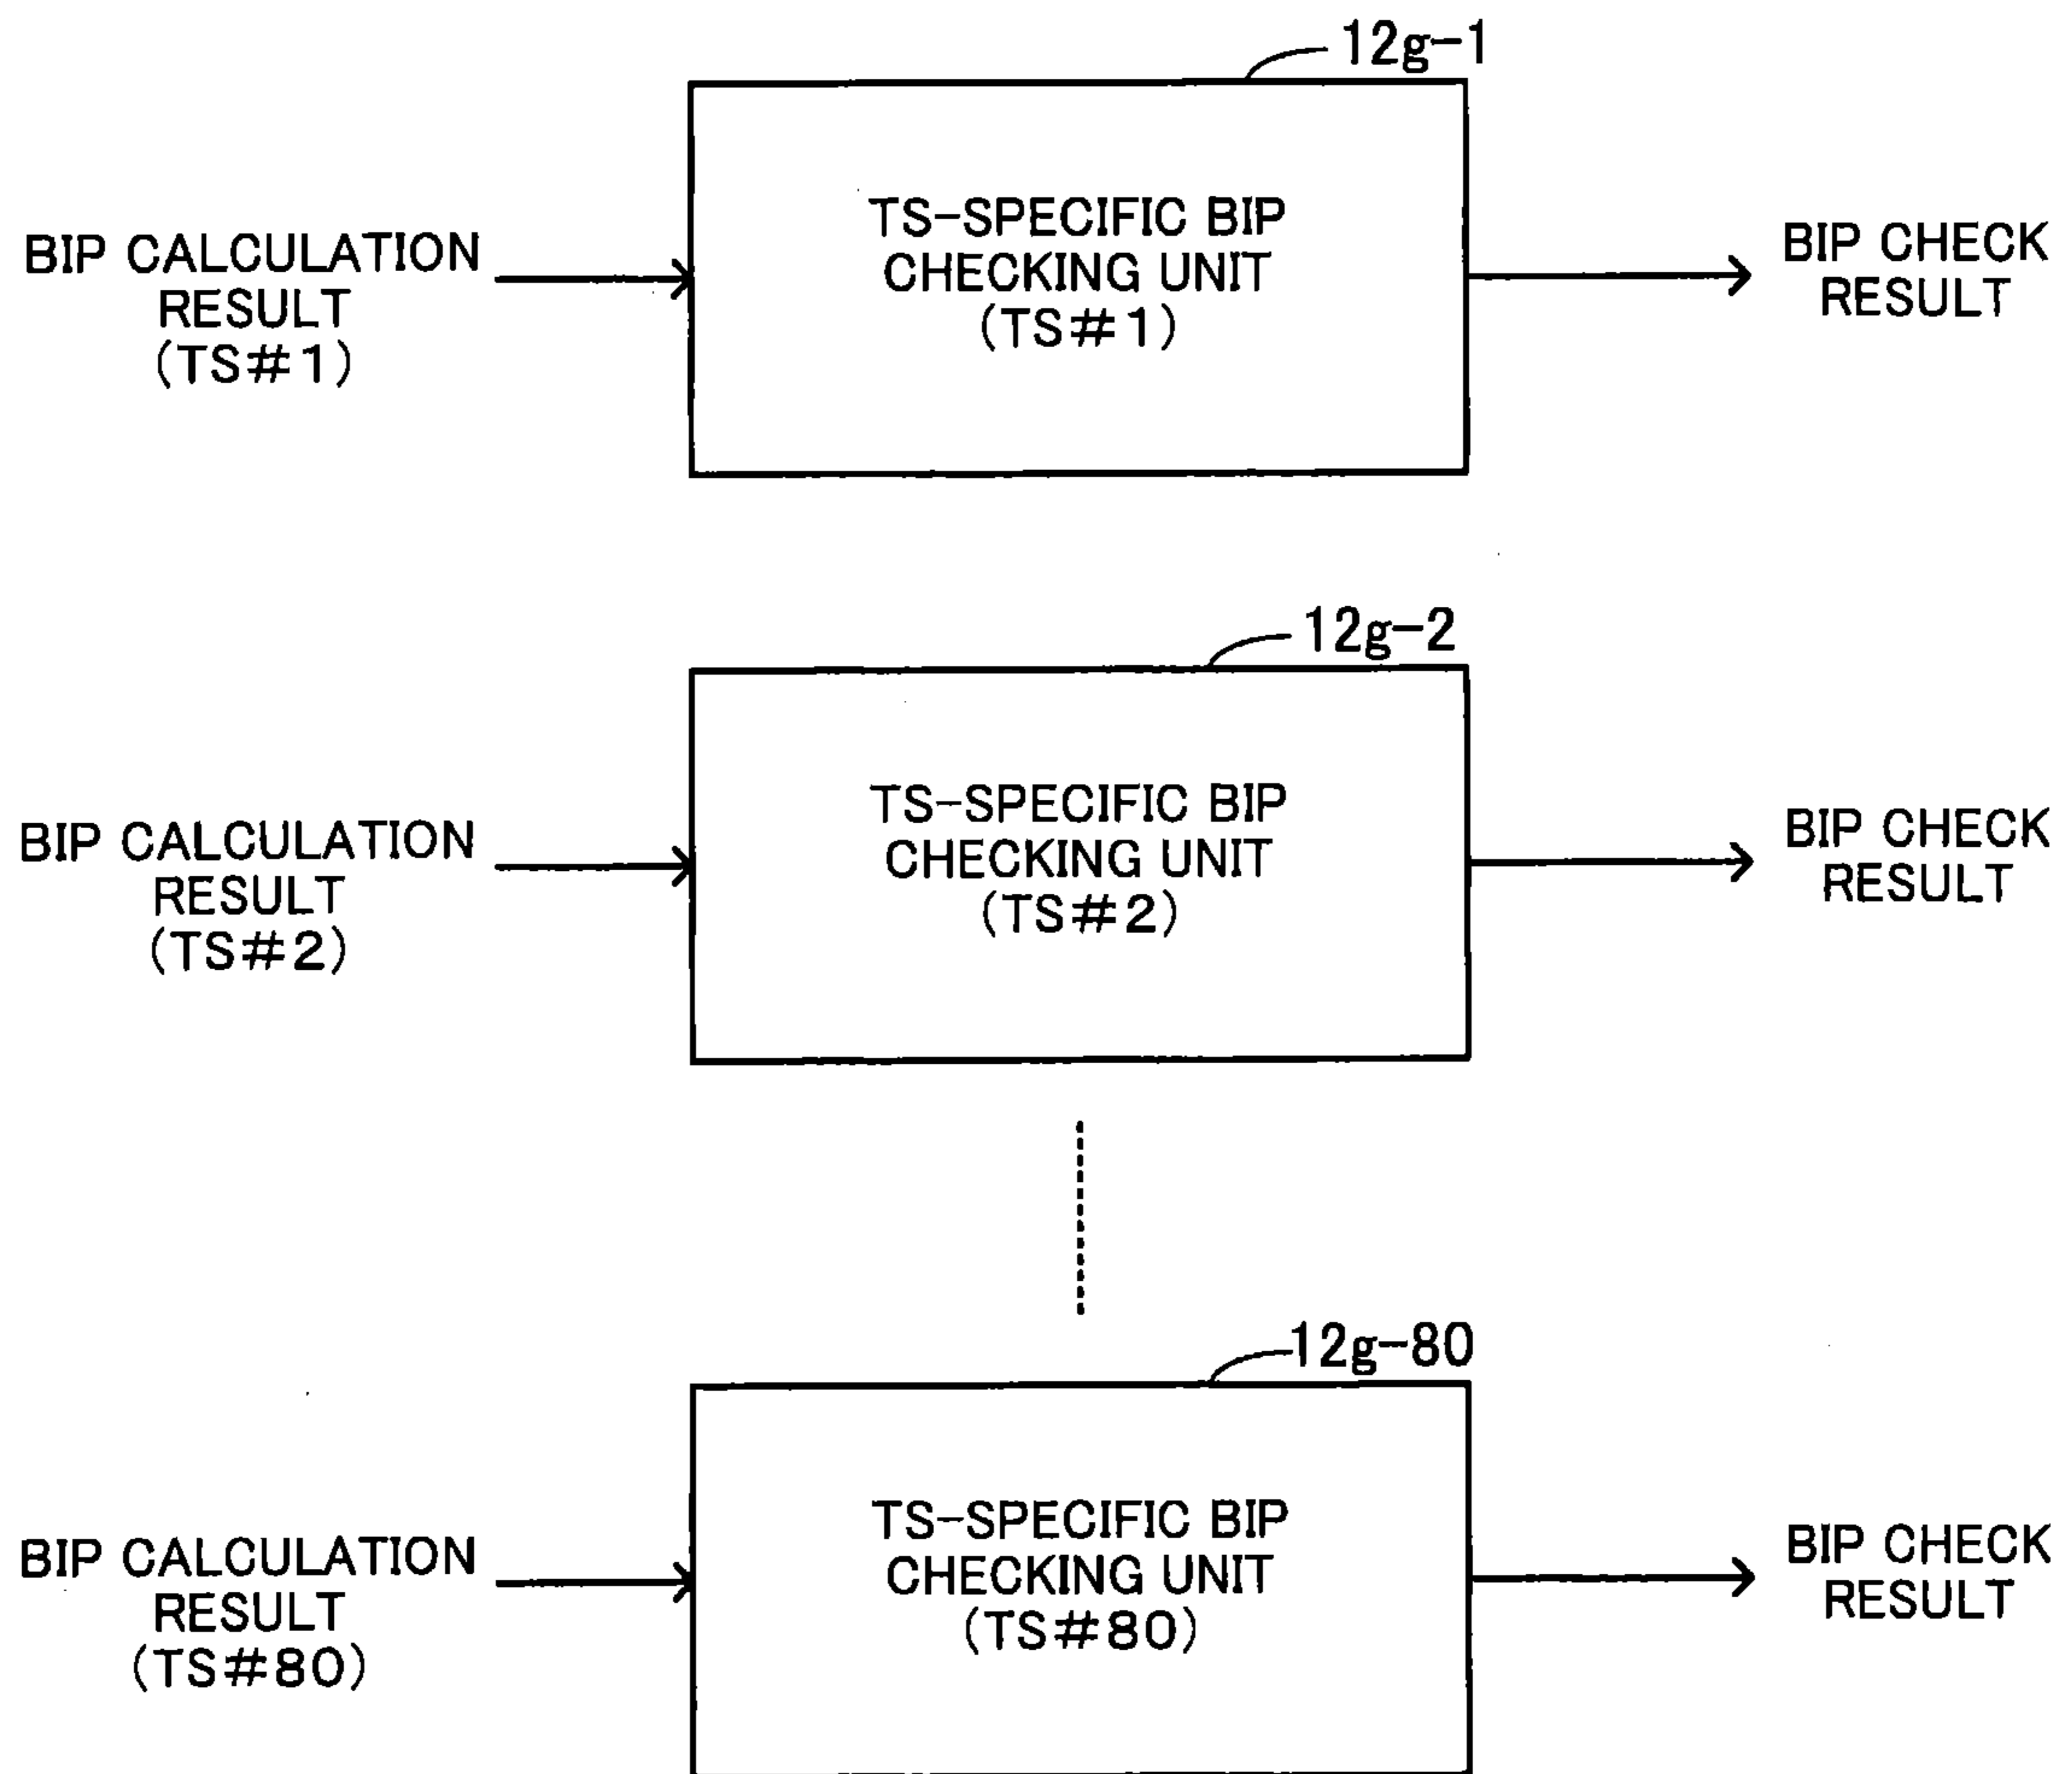 12g-1
BIP CALCULATION
RESULT
(TS#1)
TS-SPECIFIC BIP
CHECKING UNIT
(TS#1)
BIP CHECK
RESULT
12g-2
BIP CALCULATION
RESULT
(TS#2)
TS-SPECIFIC BIP
CHECKING UNIT
(TS#2)
BIP CHECK
RESULT
12g-80
BIP CALCULATION
RESULT
(TS#80)
TS-SPECIFIC BIP
CHECKING UNIT
(TS#80)
BIP CHECK
RESULT